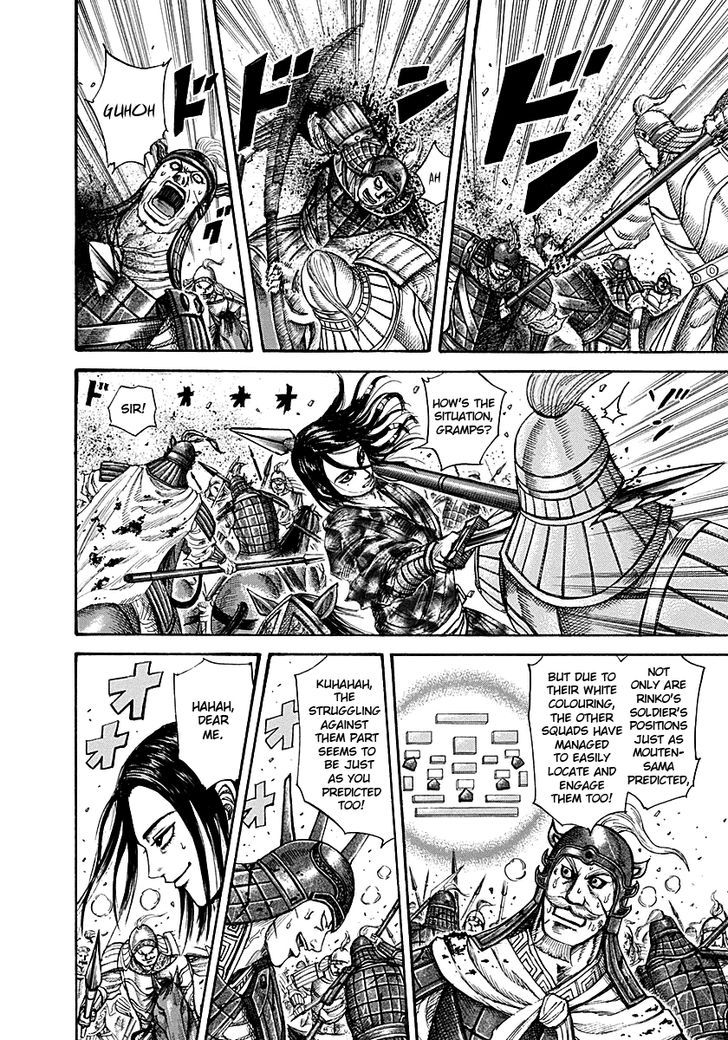 ドドン
ドン
AH
グ
GUHOH
HOW'S THE
SITUATION,
GRAMPS?
SIR!
ドオオオ
NOT
ONLY ARE
RINKO'S
SOLDIER'S
POSITIONS
JUST AS
MOUTEN-
SAMA
PREDICTED,
BUT DUE TO
THEIR WHITE
COLOURING,
THE OTHER
SQUADS HAVE
MANAGED
TO EASILY
LOCATE AND
ENGAGE
THEM TOO!
KUHAHAH,
THE
STRUGGLING
AGAINST
THEM PART
SEEMS TO
BE JUST
AS YOU
PREDICTED
TOO!
オオ
HAHAH,
DEAR
ME.
オオ